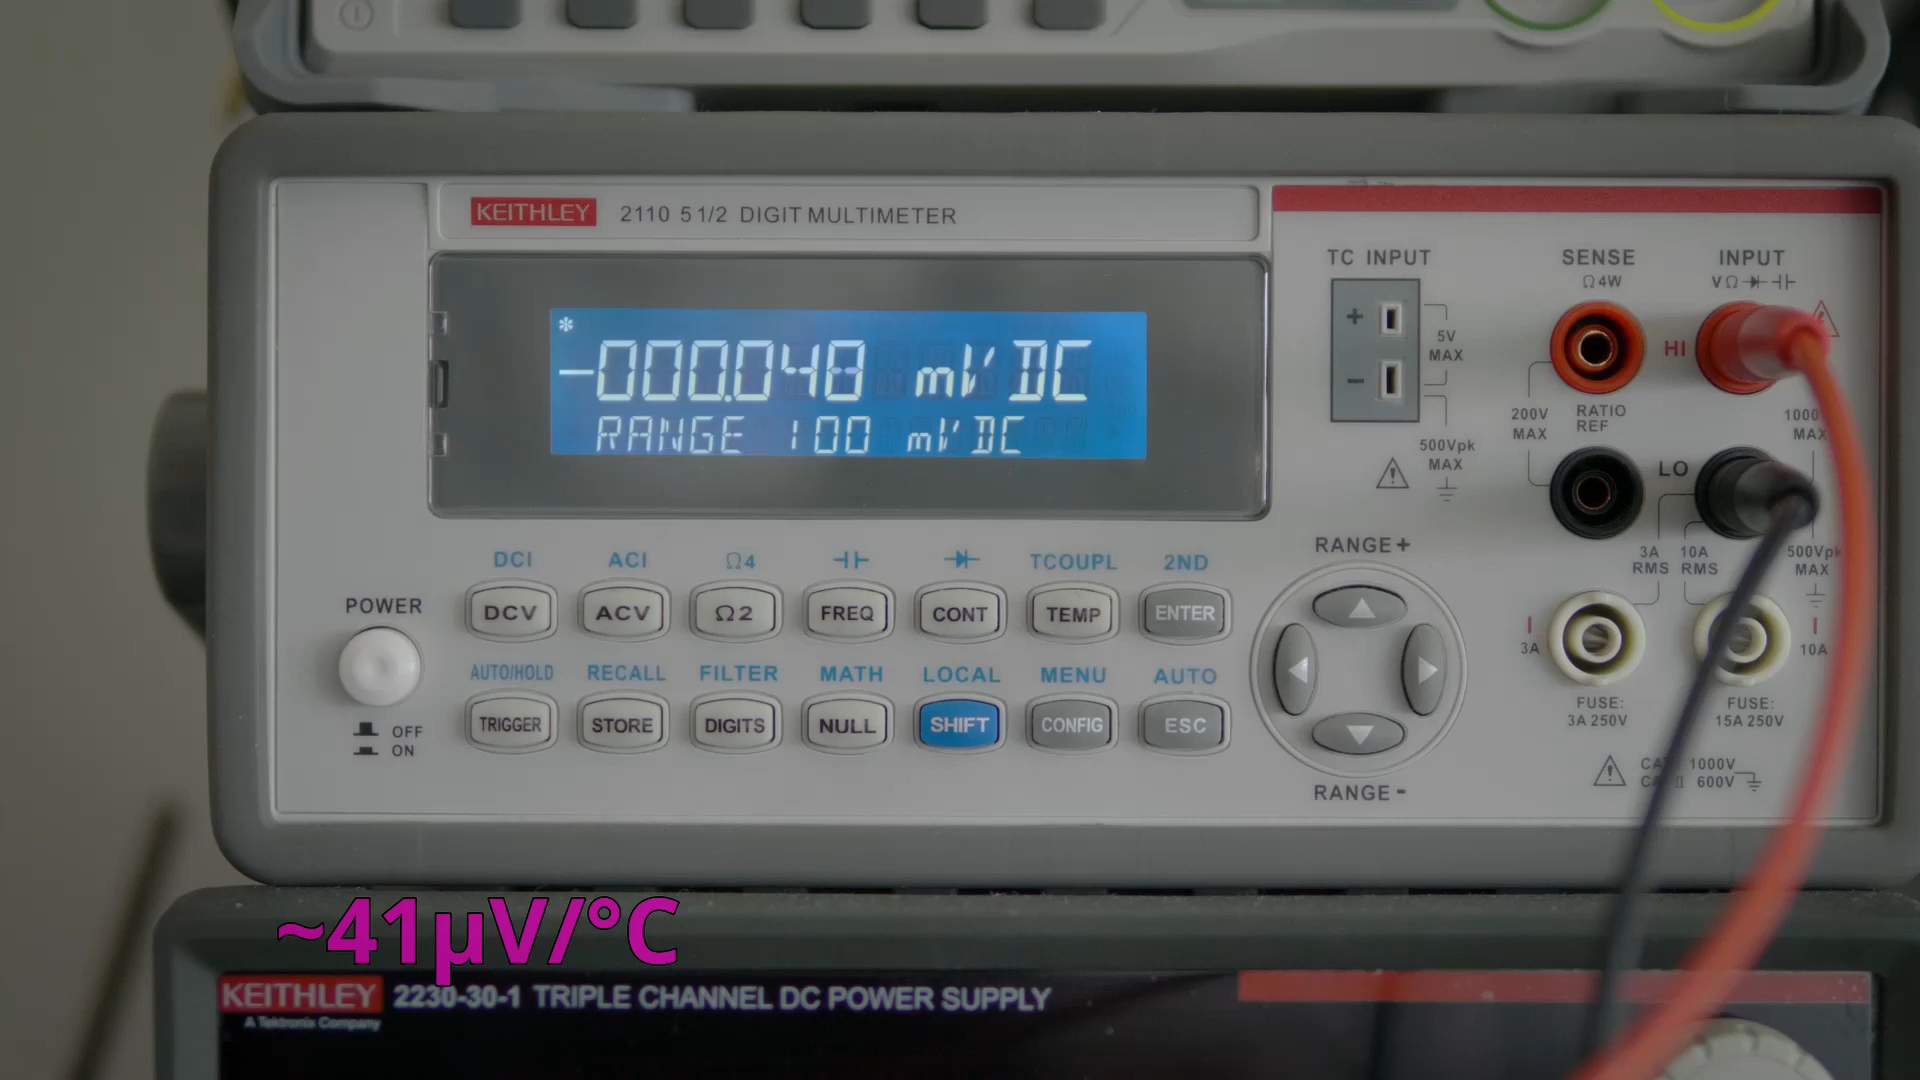 KEITHLEY 2110 5 1/2 DIGIT MULTIMETER
* -000.048 mV DC
RANGE 100 mV DC
TC INPUT
+
-
5V MAX
500Vpk MAX
SENSE
Ω 4W
INPUT
VΩ
HI
200V MAX
RATIO REF
1000V MAX
LO
3A RMS
10A RMS
500Vpk MAX
I
3A
I
10A
FUSE: 3A 250V
FUSE: 15A 250V
1000V
600V
RANGE+
RANGE-
POWER
OFF
ON
DCI ACI Ω4 TCOUPL 2ND
DCV ACV Ω2 FREQ CONT TEMP ENTER
AUTO/HOLD RECALL FILTER MATH LOCAL MENU AUTO
TRIGGER STORE DIGITS NULL SHIFT CONFIG ESC
~41µV/°C
KEITHLEY 2230-30-1 TRIPLE CHANNEL DC POWER SUPPLY
A Tektronix Company